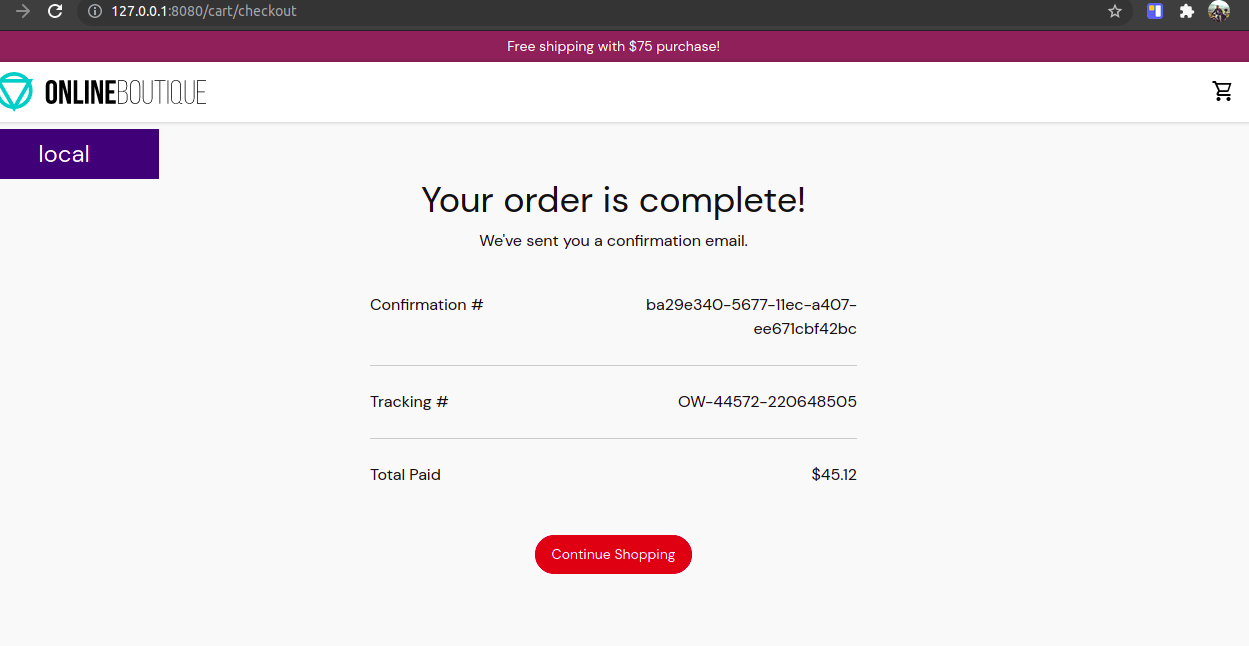 127.0.0.1:8080/cart/checkout
Free shipping with $75 purchase!
ONLINEBOUTIQUE
local
Your order is complete!
We've sent you a confirmation email.
Confirmation # ba29e340-5677-11ec-a407-
ee671cbf42bc
Tracking # OW-44572-220648505
Total Paid $45.12
Continue Shopping